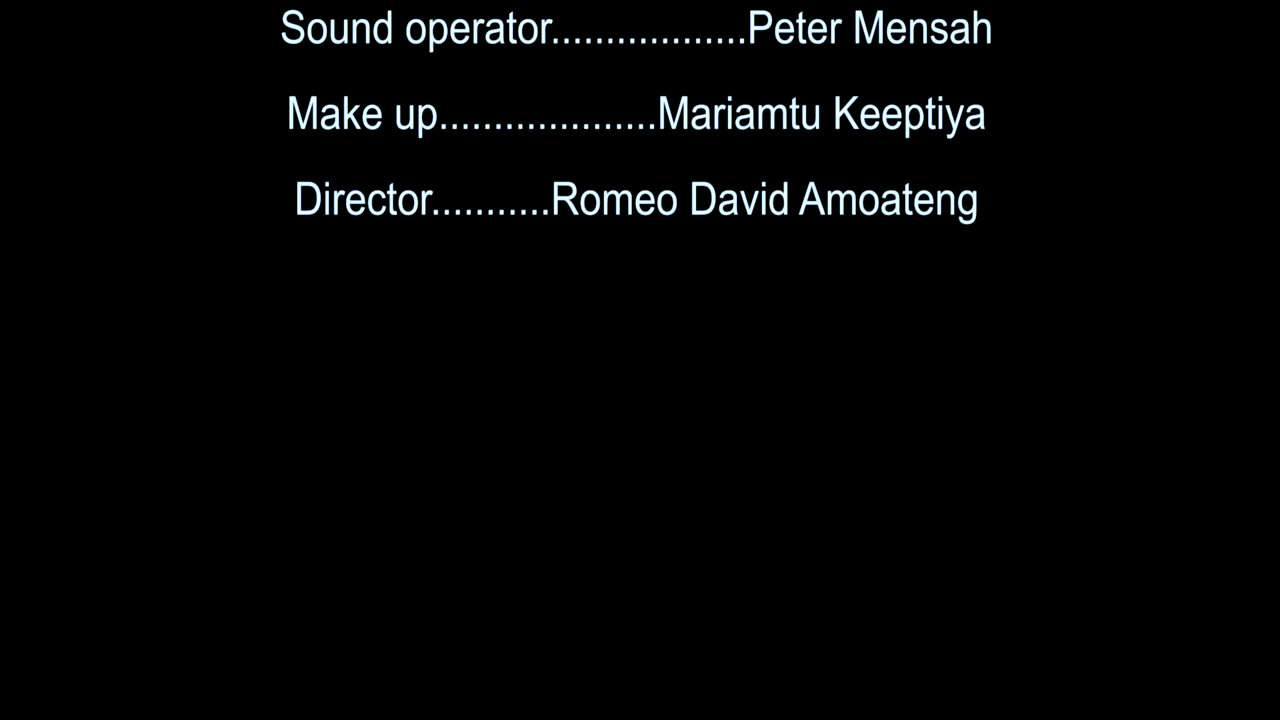 Sound operator..................Peter Mensah
Make up....................Mariamtu Keeptiya
Director...........Romeo David Amoateng